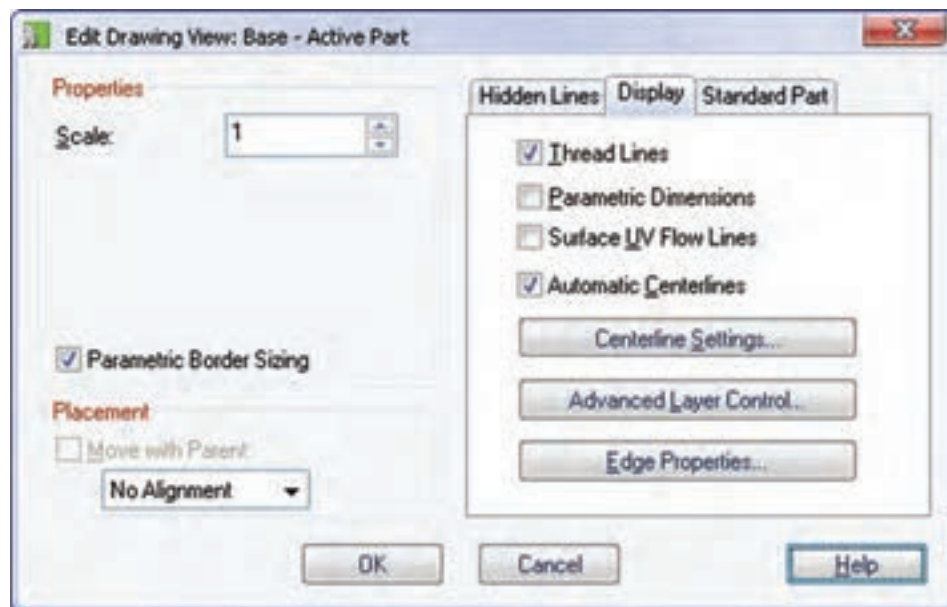 Edit Drawing View: Base - Active Part
Properties
Scale:
1
Parametric Border Sizing
Placement
Move with Parent
No Alignment
Hidden Lines
Display
Standard Part
Thread Lines
Parametric Dimensions
Surface UV Flow Lines
Automatic Centerlines
Centerline Settings...
Advanced Layer Control...
Edge Properties...
OK
Cancel
Help